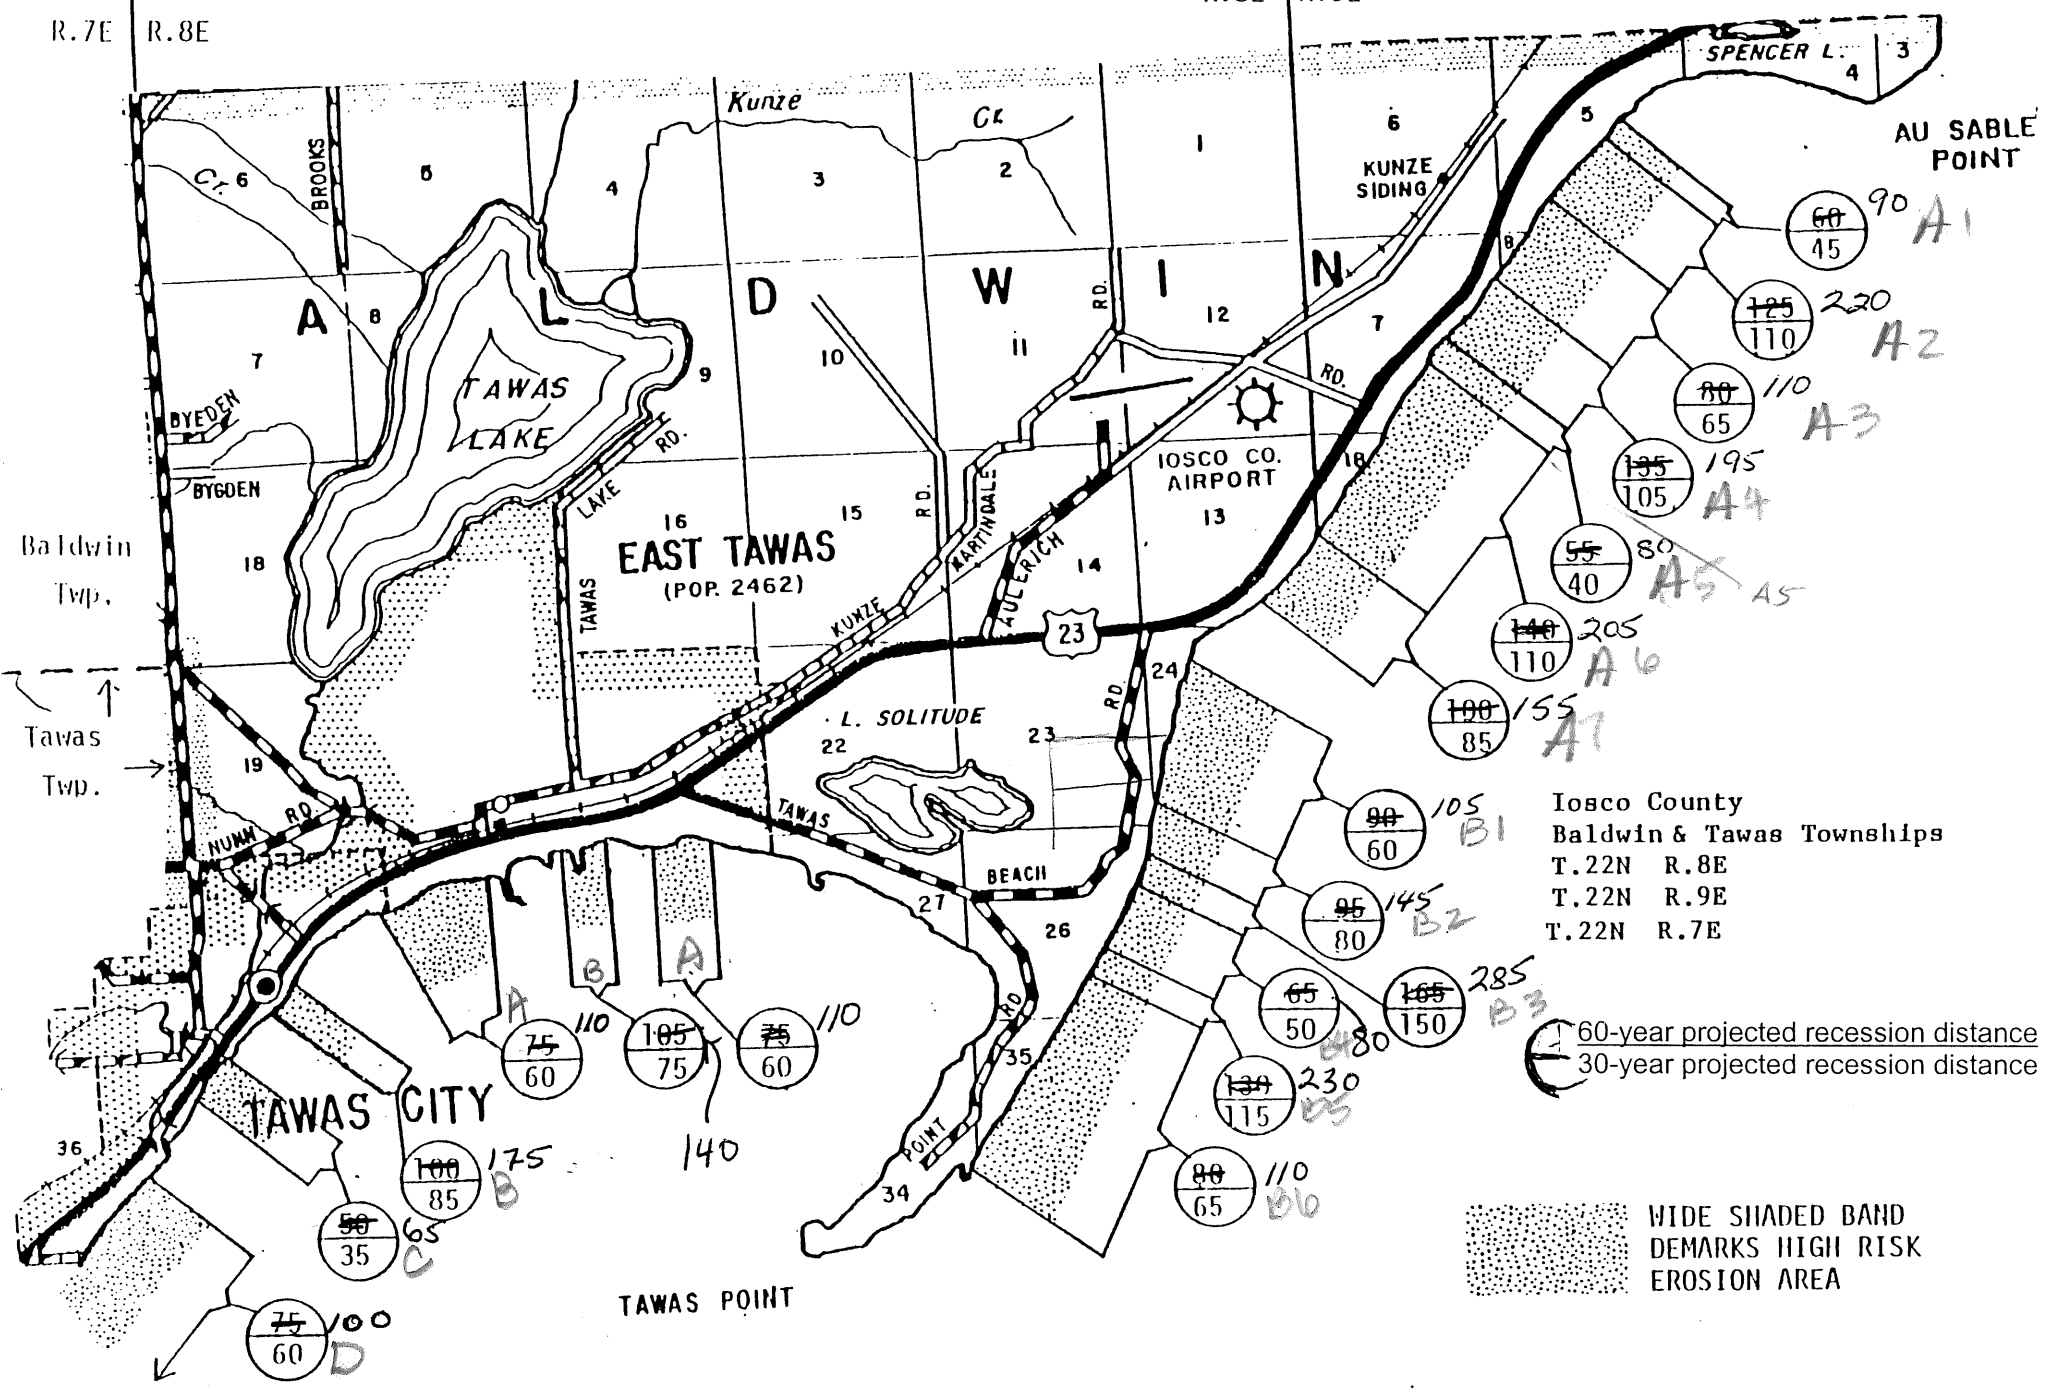 R.7E R.8E
SPENCER L.
3
4
5
AU SABLE
POINT
Kunze
Cr.
6
BROOKS
5
4
3
2
1
6
KUNZE
SIDING
Cr.
60
45
90
A1
8
A L D W I N
8
7
9
10
11
12
7
RD.
RD.
125
110
220
A2
TAWAS
LAKE
BYEDEN
BYGDEN
LAKE
RD.
80
65
110
A3
IOSCO CO.
AIRPORT
18
135
105
195
A4
16
15
RD.
MARTINDALE
13
14
Baldwin
Twp.
18
EAST TAWAS
(POP. 2462)
TAWAS
KUNZE
AULERICH
55
40
80
A5
A5
23
140
110
205
A6
24
RD
Tawas
Twp.
19
L. SOLITUDE
22
23
100
85
155
A7
NUNN RD.
TAWAS
BEACH
90
60
105
B1
Iosco County
Baldwin & Tawas Townships
T.22N R.8E
T.22N R.9E
T.22N R.7E
27
26
95
80
145
B2
B
A
A
65
50
80
B4
165
150
285
B3
60-year projected recession distance
30-year projected recession distance
RD
35
75
60
110
105
75
140
75
60
110
130
115
230
B5
TAWAS CITY
36
POINT
34
100
85
175
B
80
65
110
B6
50
35
65
C
WIDE SHADED BAND
DEMARKS HIGH RISK
EROSION AREA
TAWAS POINT
75
60
100
D